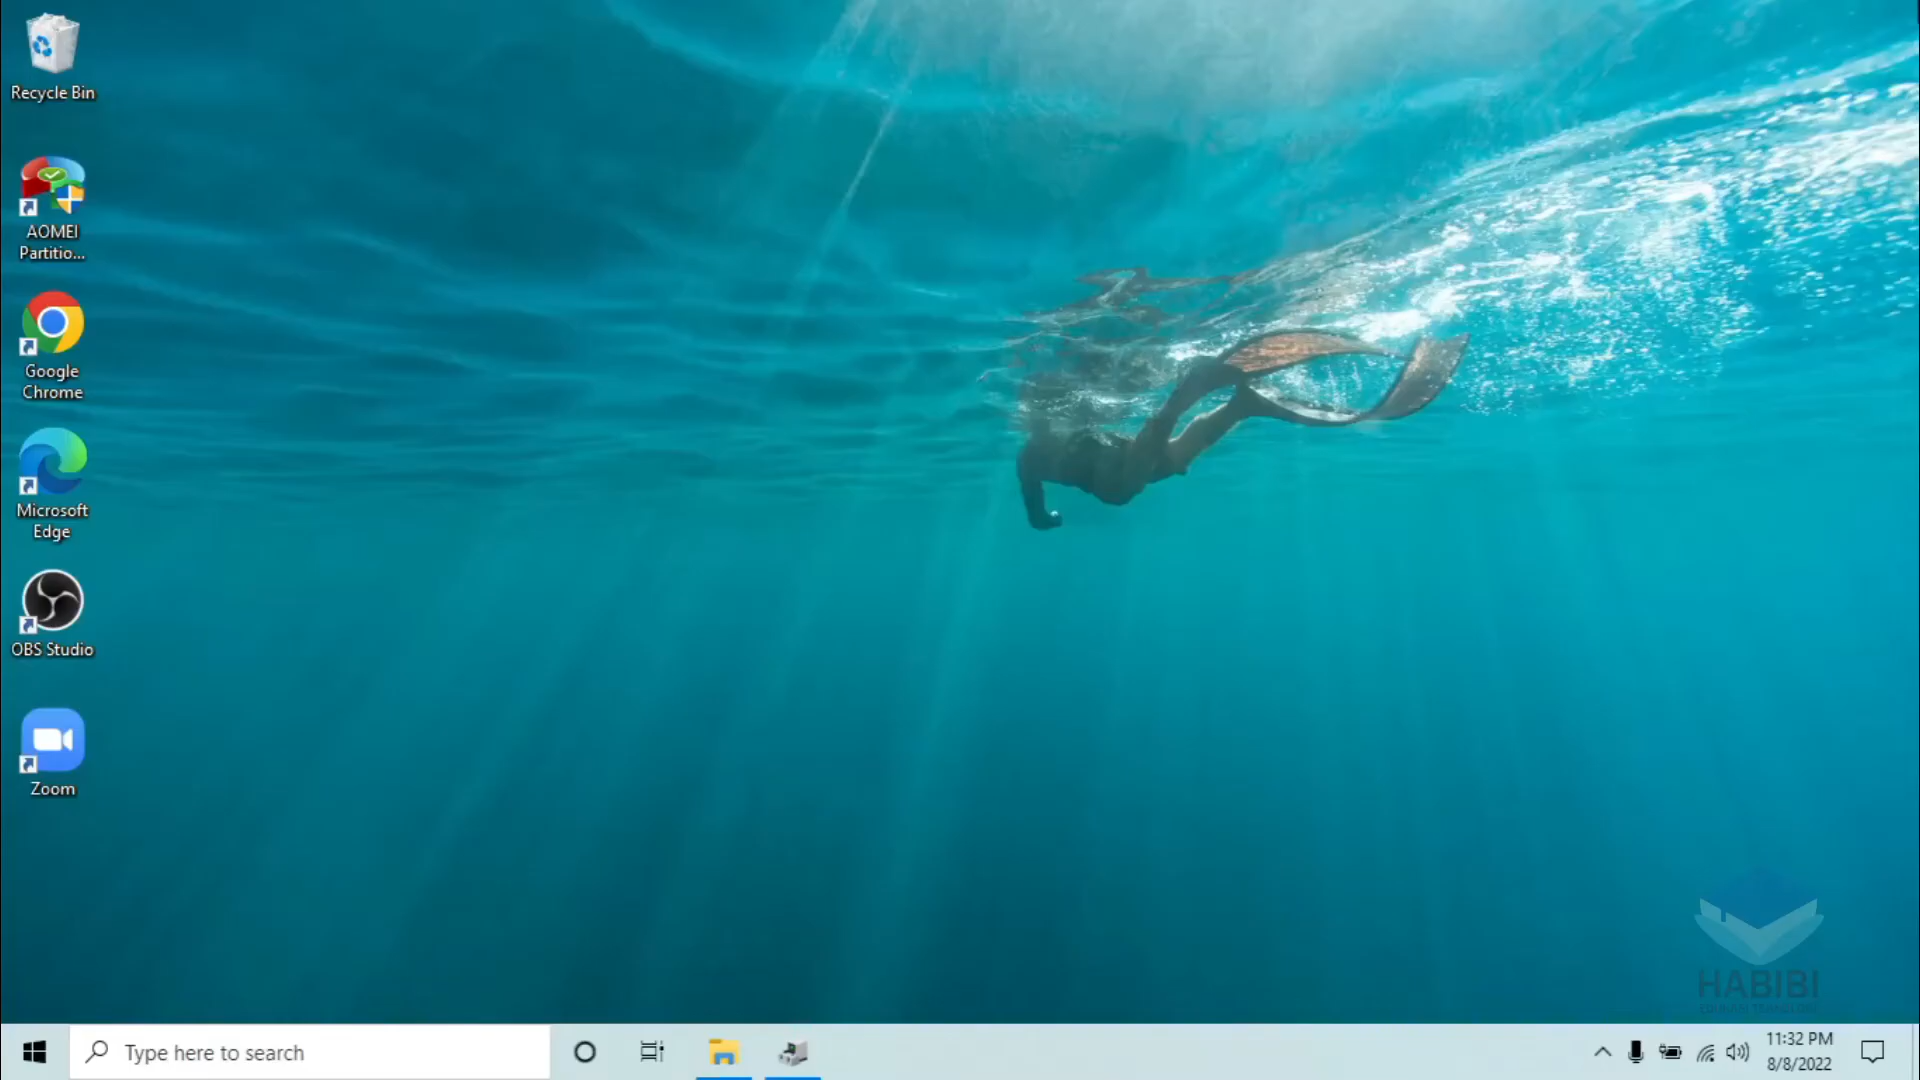 Recycle Bin
AOMEI
Partitio...
Google
Chrome
Microsoft
Edge
OBS Studio
Zoom
HABIBI
Type here to search
11:32 PM
8/8/2022